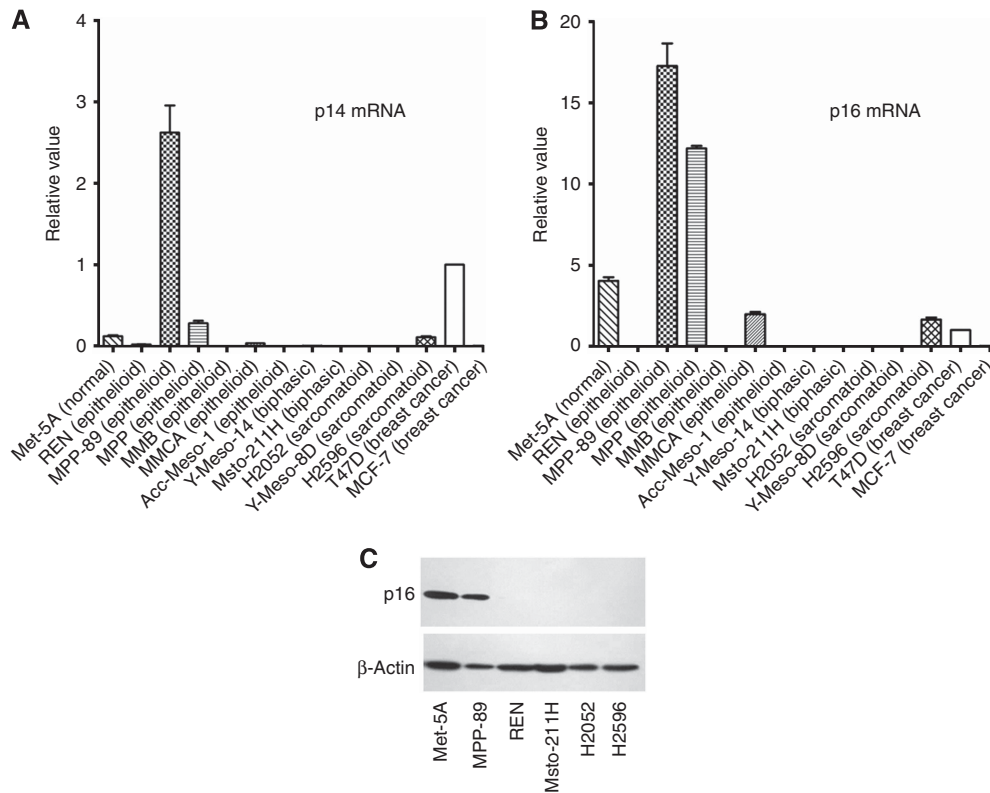 A
4
3
2
1
0
Relative value
p14 mRNA
Met-5A (normal)
REN (epithelioid)
MPP-89 (epithelioid)
MPP (epithelioid)
MMB (epithelioid)
MMCA (epithelioid)
Acc-Meso-1 (epitheloid)
Y-Meso-14 (biphasic)
Msto-211H (biphasic)
H2052 (sarcomatoid)
Y-Meso-8D (sarcomatoid)
H2596 (sarcomatoid)
T47D (breast cancer)
MCF-7 (breast cancer)
B
20
15
10
5
0
Relative value
p16 mRNA
Met-5A (normal)
REN (epithelioid)
MPP-89 (epithelioid)
MPP (epithelioid)
MMB (epithelioid)
MMCA (epitheloid)
Acc-Meso-1 (epitheloid)
Y-Meso-14 (biphasic)
Msto-211H (biphasic)
H2052 (sarcomatoid)
Y-Meso-8D (sarcomatoid)
H2596 (sarcomatoid)
T47D (breast cancer)
MCF-7 (breast cancer)
C
p16
β-Actin
Met-5A
MPP-89
REN
Msto-211H
H2052
H2596